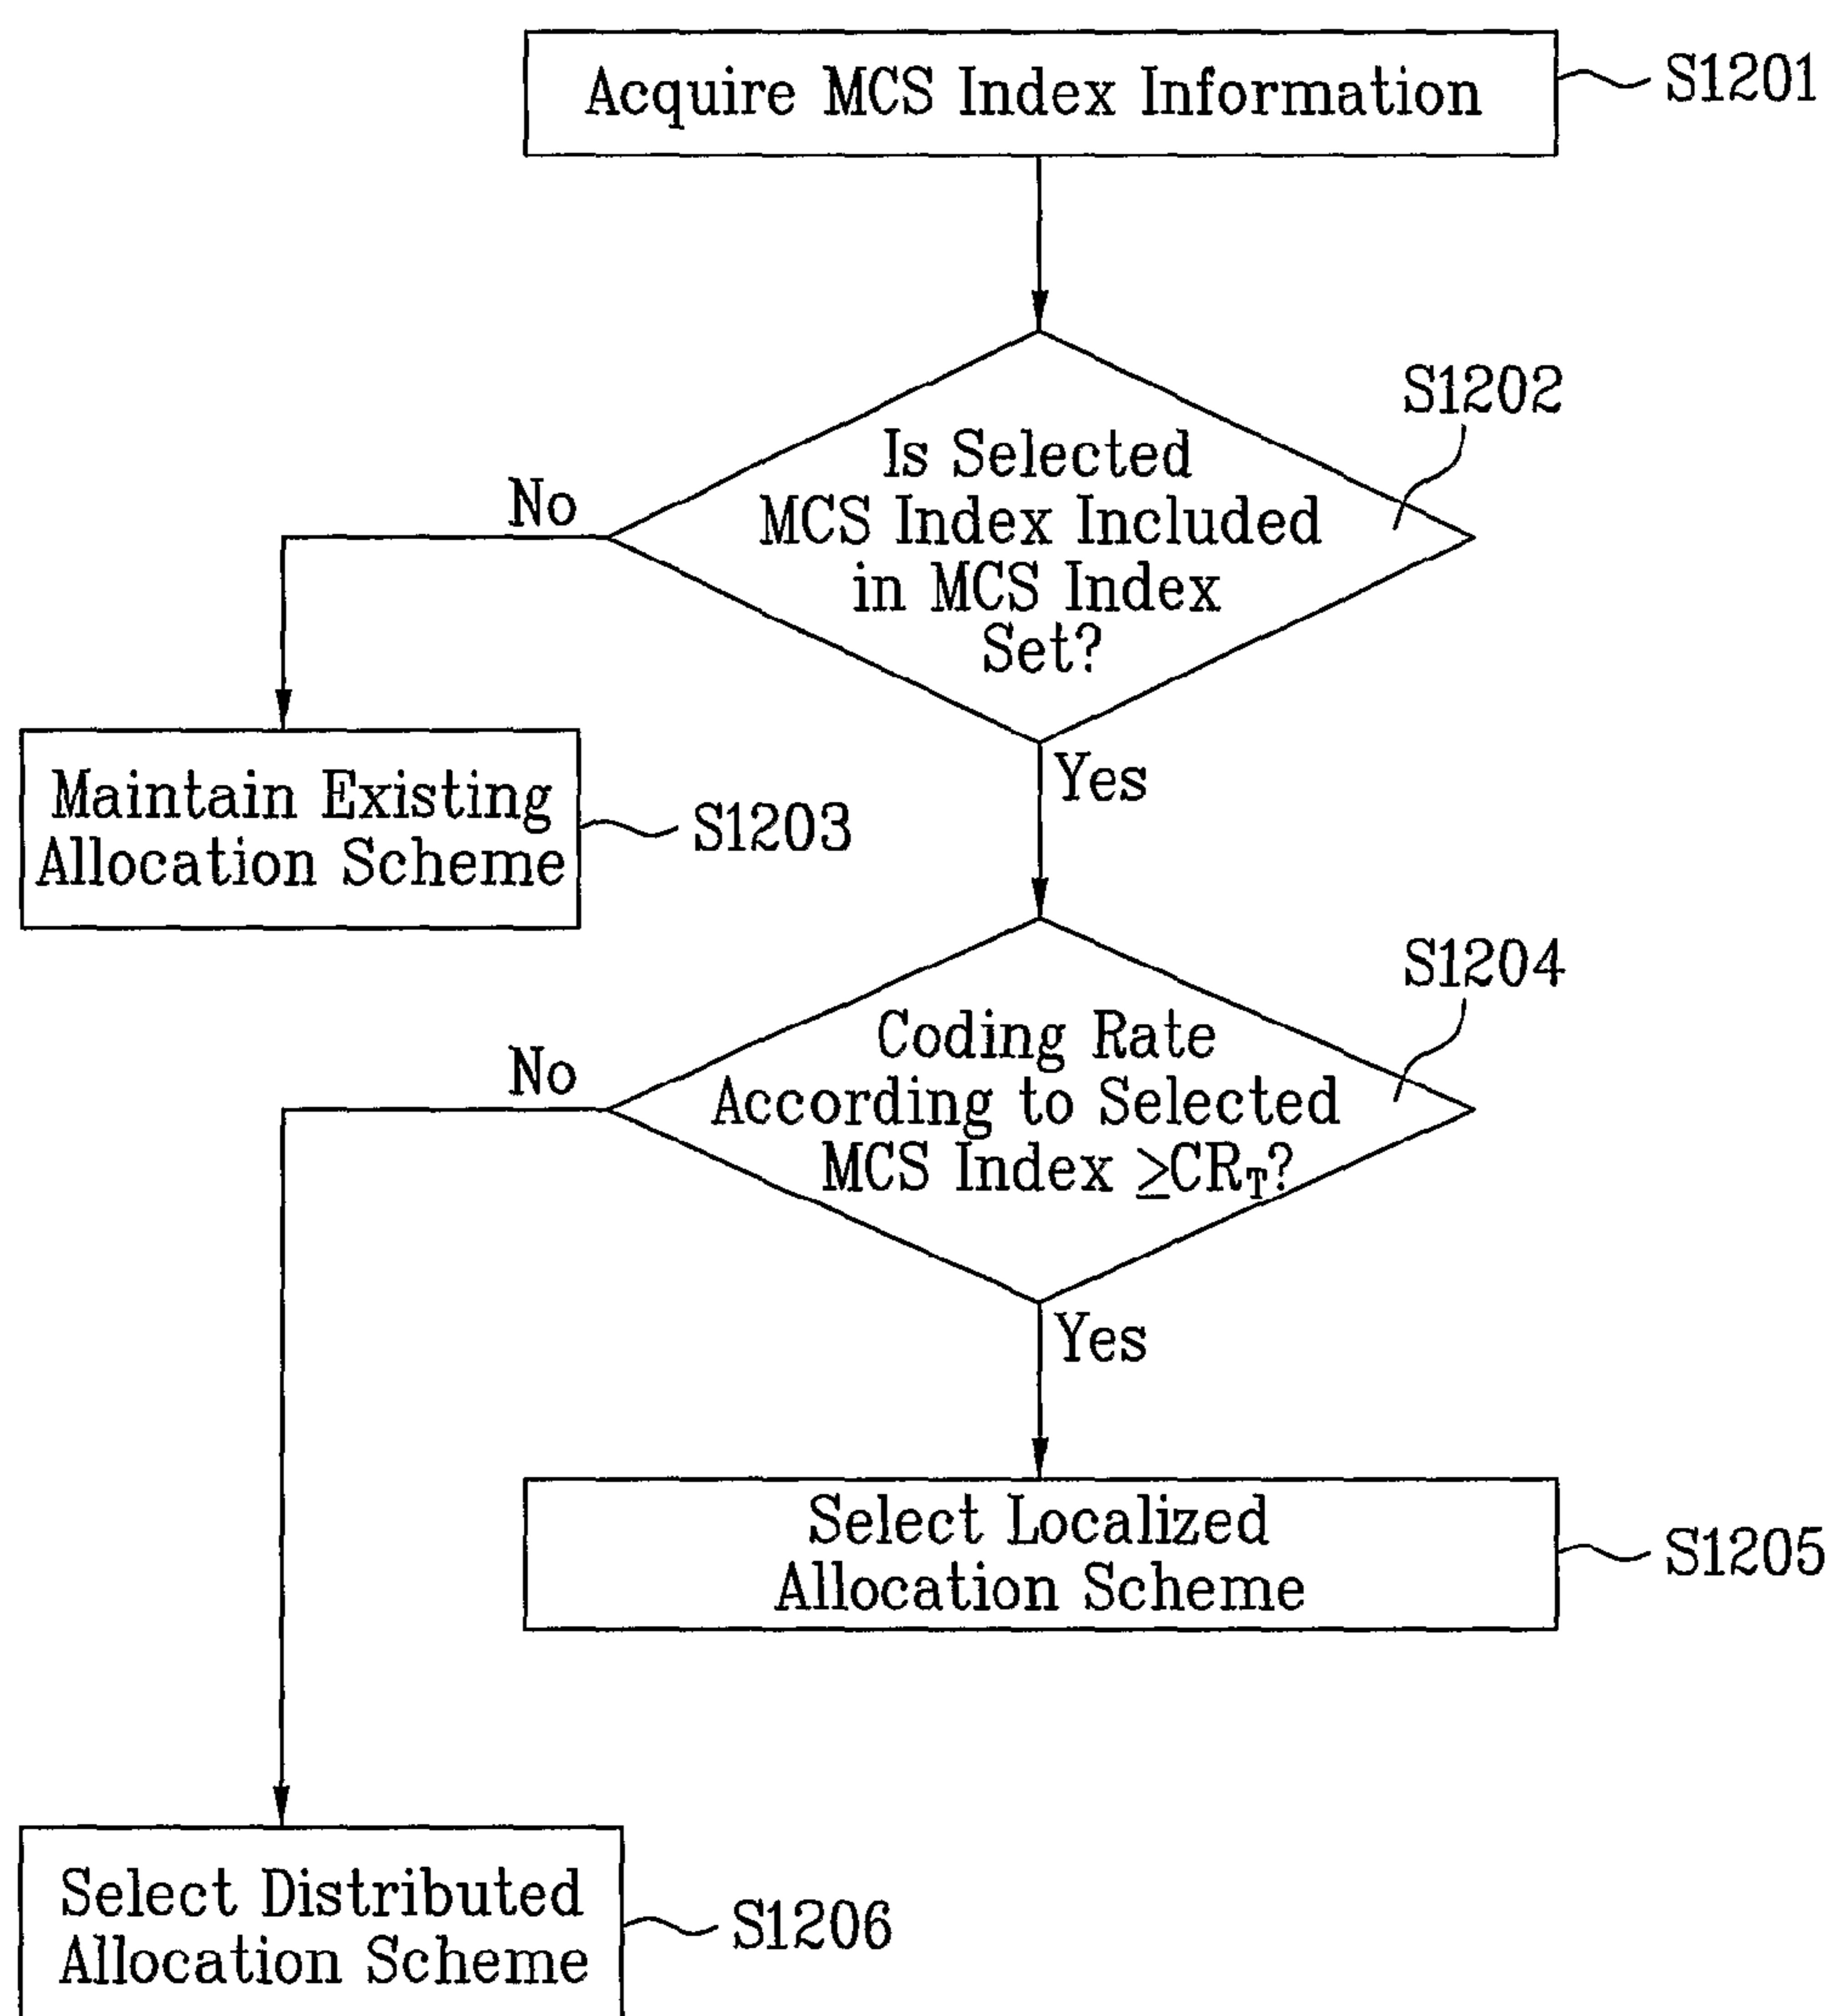 Acquire MCS Index Information
S1201
S1202
Is Selected
MCS Index Included
in MCS Index
Set?
No
Yes
Maintain Existing
Allocation Scheme
S1203
S1204
Coding Rate
According to Selected
MCS Index ≥CR_T?
No
Yes
Select Localized
Allocation Scheme
S1205
Select Distributed
Allocation Scheme
S1206